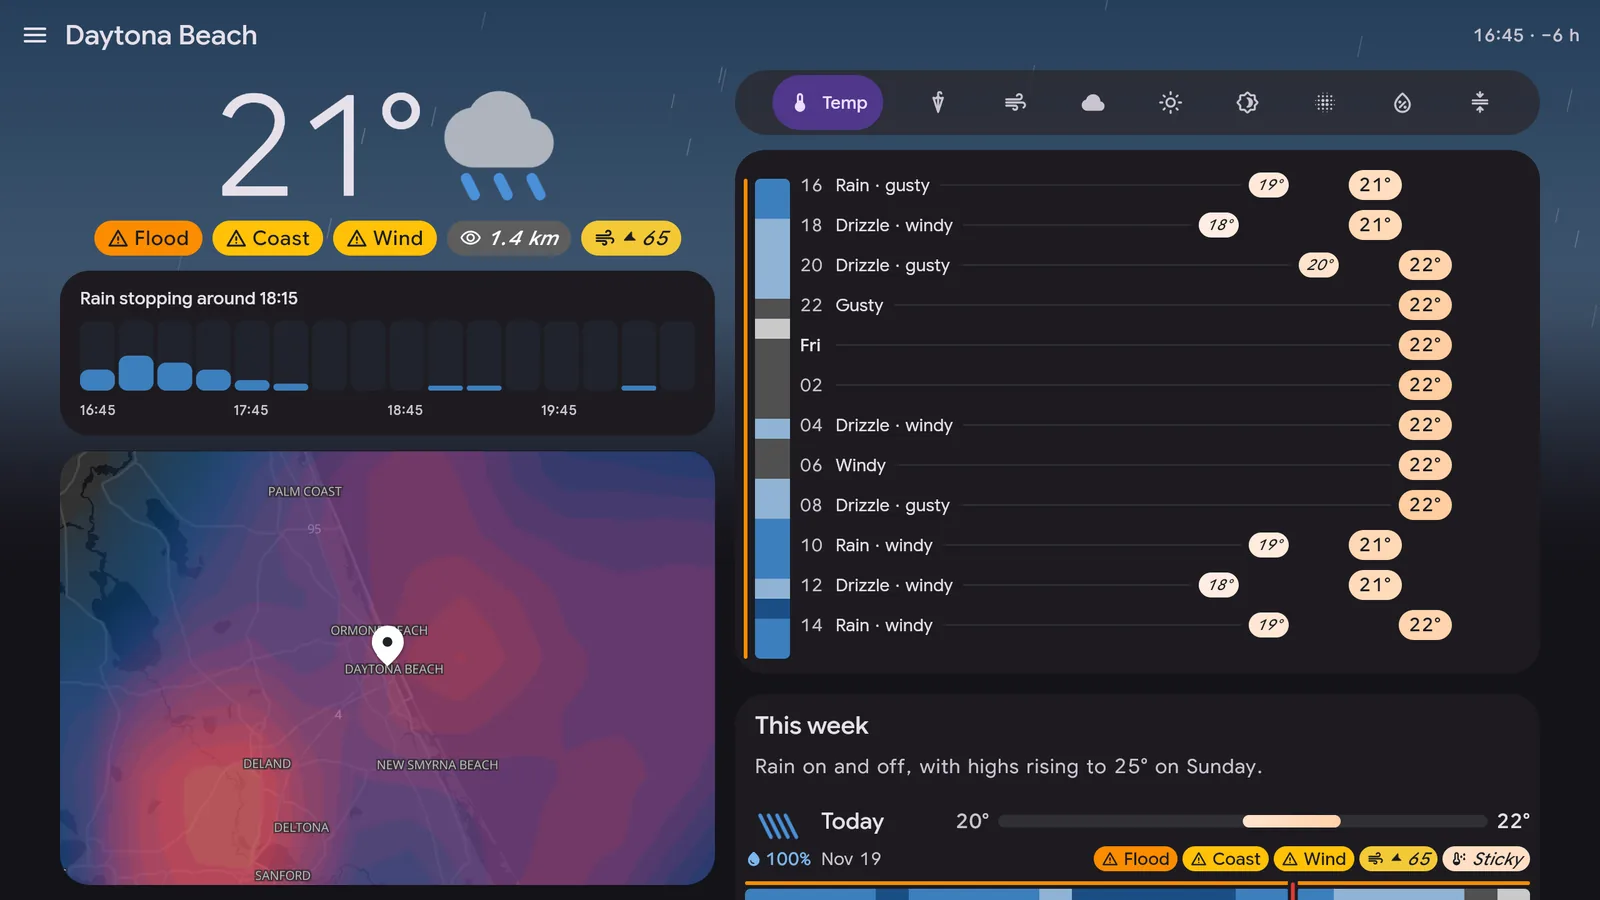 Daytona Beach
16:45 · −6 h
21°
Flood
Coast
Wind
1.4 km
65
Rain stopping around 18:15
16:45
17:45
18:45
19:45
PALM COAST
95
DAYTONA BEACH
4
DELAND
NEW SMYRNA BEACH
DELTONA
SANFORD
Temp
16 Rain · gusty 19° 21°
18 Drizzle · windy 18° 21°
20 Drizzle · gusty 20° 22°
22 Gusty 22°
Fri 22°
02 22°
04 Drizzle · windy 22°
06 Windy 22°
08 Drizzle · gusty 22°
10 Rain · windy 19° 21°
12 Drizzle · windy 18° 21°
14 Rain · windy 19° 22°
This week
Rain on and off, with highs rising to 25° on Sunday.
Today 20° 22°
100% Nov 19 Flood Coast Wind 65 Sticky